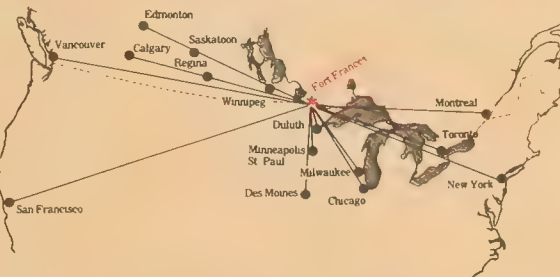 Edmonton
Vancouver
Calgary
Saskatoon
Regina
Fort Frances
Winnipeg
Montreal
Duluth
Toronto
Minneapolis
St Paul
Milwaukee
New York
Des Moines
Chicago
San Francisco